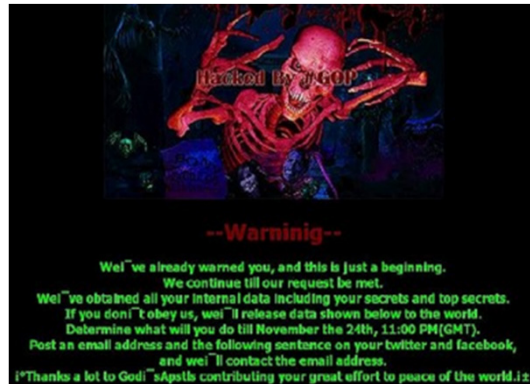 Hacked By #GOP
--Warninig--
Wei¯ve already warned you, and this is just a beginning.
We continue till our request be met.
Wei¯ve obtained all your internal data including your secrets and top secrets.
If you doni¯t obey us, wei¯ll release data shown below to the world.
Determine what will you do till November the 24th, 11:00 PM(GMT).
Post an email address and the following sentence on your twitter and facebook,
and wei¯ll contact the email address.
i°Thanks a lot to Godi¯sApstls contributing your great effort to peace of the world.i±